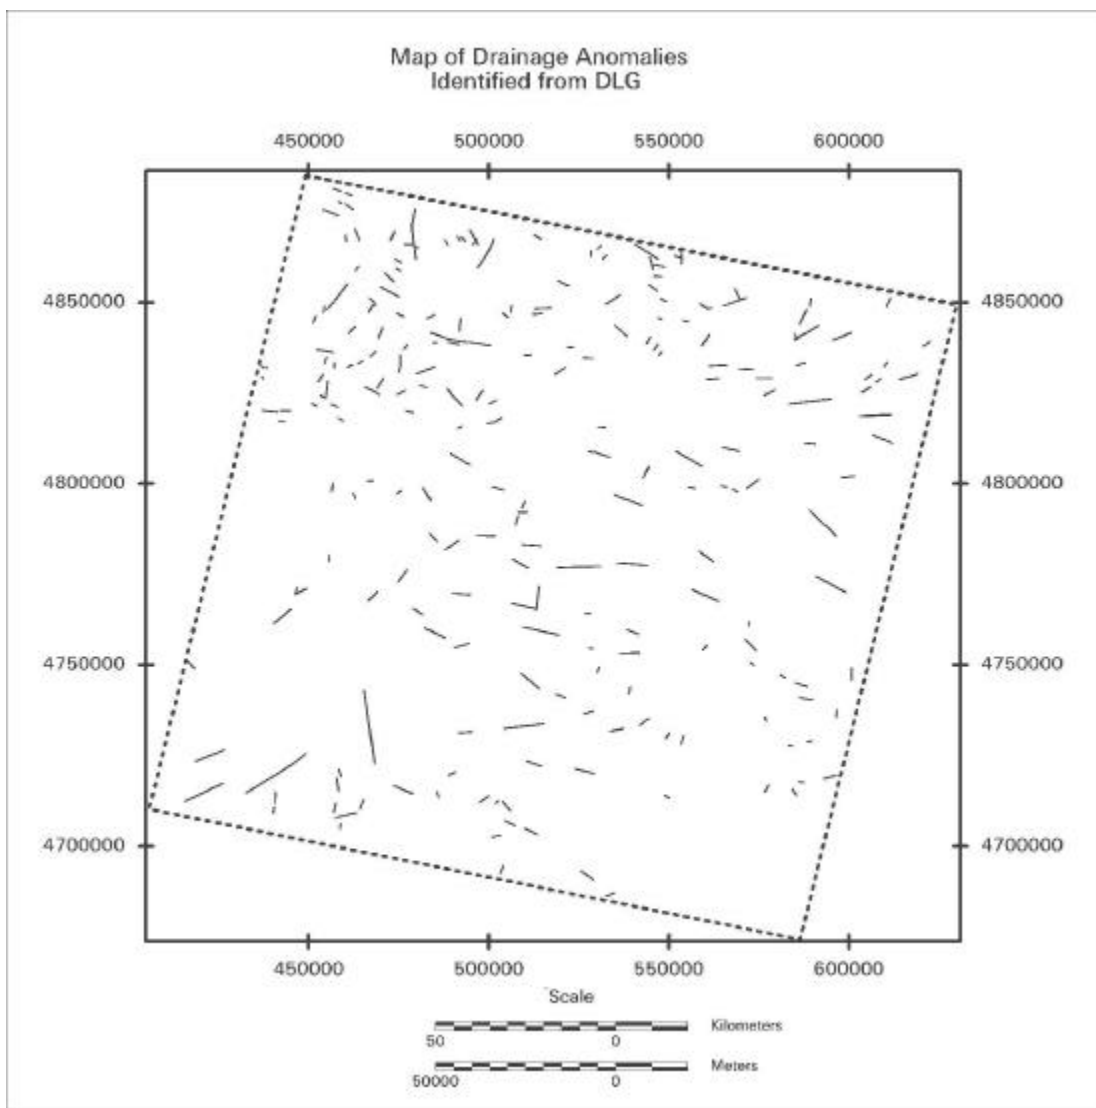 Map of Drainage Anomalies
Identified from DLG
450000 500000 550000 600000
4850000 4850000
4800000 4800000
4750000 4750000
4700000 4700000
450000 500000 550000 600000
Scale
Kilometers
50 0
Meters
50000 0